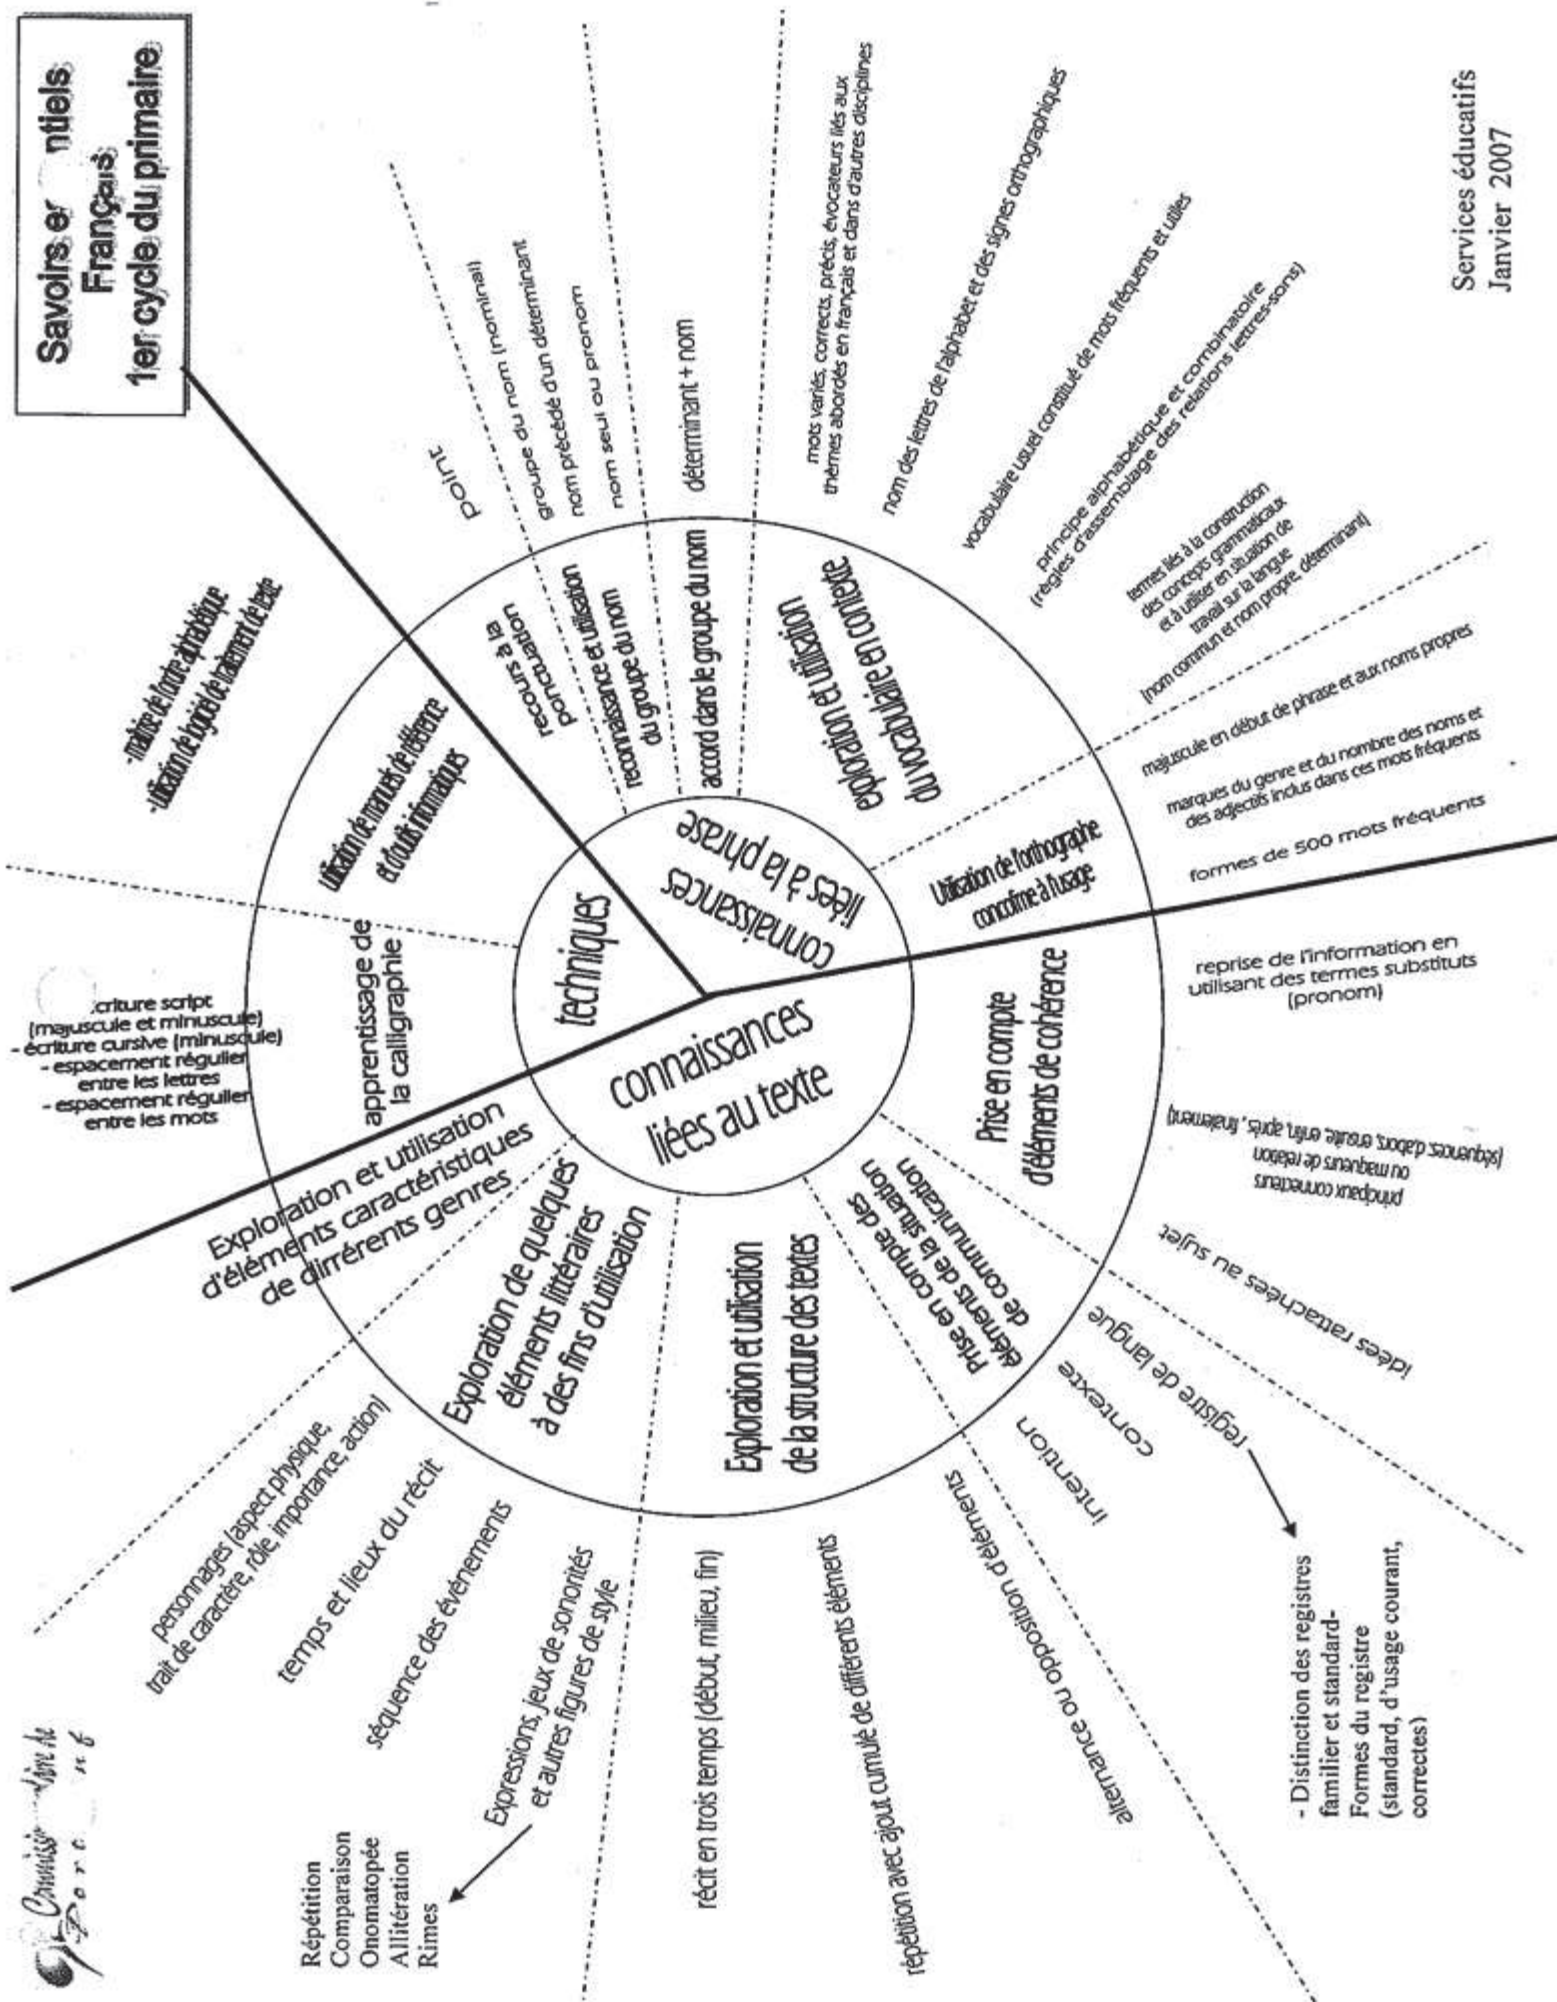 Savoirs
Français
1er cycle du primaire
techniques
apprentissage de
la calligraphie
(majuscule et minuscule)
- écriture cursive (minuscule)
- espacement régulier
entre les lettres
- espacement régulier
entre les mots
Utilisation de manuels de référence
et d'outils informatiques
- maîtrise de l'ordre alphabétique
- utilisation de logiciel de traitement de texte
connaissances
liées à la phrase
recours à la
ponctuation
point
reconnaissance et utilisation
du groupe du nom
groupe du nom (nominal)
nom précédé d'un déterminant
nom seul ou pronom
accord dans le groupe du nom
déterminant + nom
exploration et utilisation
du vocabulaire en contexte
mots variés, corrects, précis, évocateurs liés aux
thèmes abordés en français et dans d'autres disciplines
nom des lettres de l'alphabet et des signes orthographiques
vocabulaire usuel constitué de mots fréquents et utiles
principe alphabétique et combinatoire
(règles d'assemblage des relations lettres-sons)
termes liés à la construction
des concepts grammaticaux
et à utiliser en situation de
travail sur la langue
(nom commun et nom propre, déterminant)
Utilisation de l'orthographe
concofme à l'usage
majuscule en début de phrase et aux noms propres
marques du genre et du nombre des noms et
des adjectifs inclus dans ces mots fréquents
formes de 500 mots fréquents
connaissances
liées au texte
Prise en compte
d'éléments de cohérence
reprise de l'information en
utilisant des termes substituts
(pronom)
principaux connecteurs
ou maqueurs de relation
(séquences, d'abors, ensuite, enfin, après, finalement)
idées rattachées au sujet
Prise en compte des
éléments de la situation
de communication
registre de langue
contexte
intention
- Distinction des registres
familier et standard-
Formes du registre
(standard, d'usage courant,
correctes)
Exploration et utilisation
de la structure des textes
alternance ou opposition d'éléments
répétition avec ajout cumulé de différents éléments
récit en trois temps (début, milieu, fin)
Exploration de quelques
éléments littéraires
à des fins d'utilisation
personnages (aspect physique,
trait de caractère, rôle, importance, action)
temps et lieux du récit
séquence des événements
Expressions, jeux de sonorités
et autres figures de style
Répétition
Comparaison
Onomatopée
Allitération
Rimes
Exploration et utilisation
d'éléments caractéristiques
de dirrérents genres
Services éducatifs
Janvier 2007